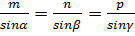 m/sinα = n/sinβ = p/sinγ